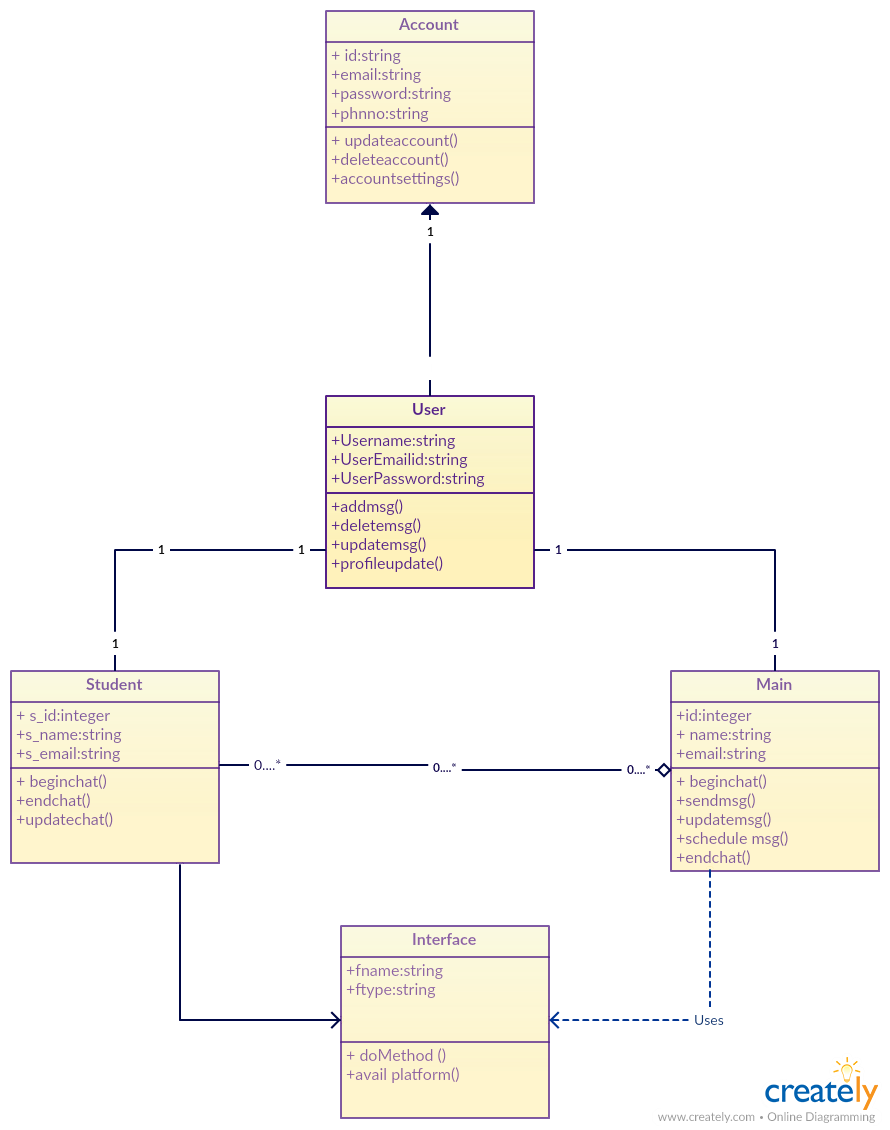 Account
+ id:string
+email:string
+password:string
+phnno:string
+ updateaccount()
+deleteaccount()
+accountsettings()
1
User
+Username:string
+UserEmailid:string
+UserPassword:string
+addmsg()
+deletemsg()
+updatemsg()
+profileupdate()
1
1
1
1
1
Student
+ s_id:integer
+s_name:string
+s_email:string
+ beginchat()
+endchat()
+updatechat()
0....*
0....*
0....*
Main
+id:integer
+ name:string
+email:string
+ beginchat()
+sendmsg()
+updatemsg()
+schedule msg()
+endchat()
Interface
+fname:string
+ftype:string
+ doMethod ()
+avail platform()
Uses
creately
www.creately.com • Online Diagramming